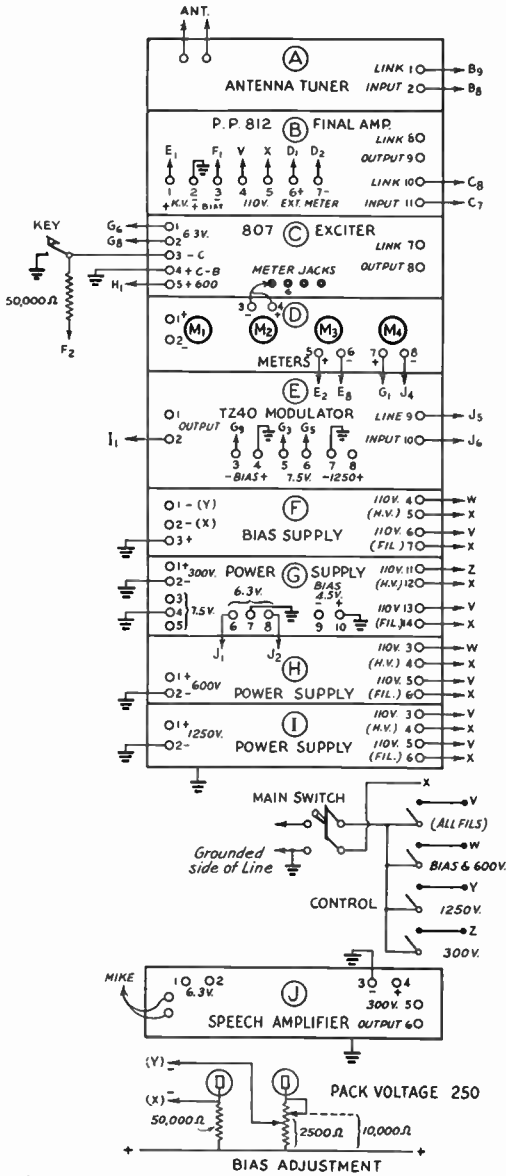 ANT.
A
ANTENNA TUNER
LINK 1 B9
INPUT 2 B8
P.P. 812 B FINAL AMP.
LINK 8
OUTPUT 9
E1 F1 V X D1 D2
1 2 3 4 5 6+ 7-
+ K.V. - + BIAS - 110V. EXT. METER
LINK 10 C8
INPUT 11 C7
KEY
G6 1
G8 2 6.3V.
3 - C
4 + C-B
H1 5 + 600
50,000Ω
F2
807 C EXCITER
LINK 7
OUTPUT 8
METER JACKS
6
3 - 4 +
D
1 +
2 -
M1 M2 M3 M4
METERS
5 + 6 - 7 + 8 -
E2 E8 G1 J4
E
TZ40 MODULATOR
1
I1 2 OUTPUT
LINE 9 J5
INPUT 10 J6
G9 G3 G5
3 4 5 6 7 8
- BIAS + 7.5V. -1250+
F
1 - (Y)
2 - (X)
3 +
BIAS SUPPLY
110V. 4 W
(H.V.) 5 X
110V. 6 V
(FIL) 7 X
1 + 300V.
2 -
POWER G SUPPLY
3
4 7.5V.
5
6.3V.
6 7 8
BIAS
4.5V.
- +
9 10
110V. 11 Z
(H.V.) 12 X
110V 13 V
(FIL.) 14 X
J1 J2
H
1 + 600V
2 -
POWER SUPPLY
110V. 3 W
(H.V.) 4 X
110V. 5 V
(FIL.) 6 X
I
1 + 1250V.
2 -
POWER SUPPLY
110V. 3 V
(H.V.) 4 X
110V. 5 V
(FIL.) 6 X
X
MAIN SWITCH
V
(ALL FILS)
Grounded
side of Line
W
BIAS & 600V.
CONTROL
Y
1250V.
Z
300V.
MIKE
1 2
6.3V.
J
SPEECH AMPLIFIER
3 - 4 +
300V. 5
OUTPUT 6
(Y) -
(X) -
PACK VOLTAGE 250
50,000Ω
2500Ω
10,000Ω
+ +
BIAS ADJUSTMENT